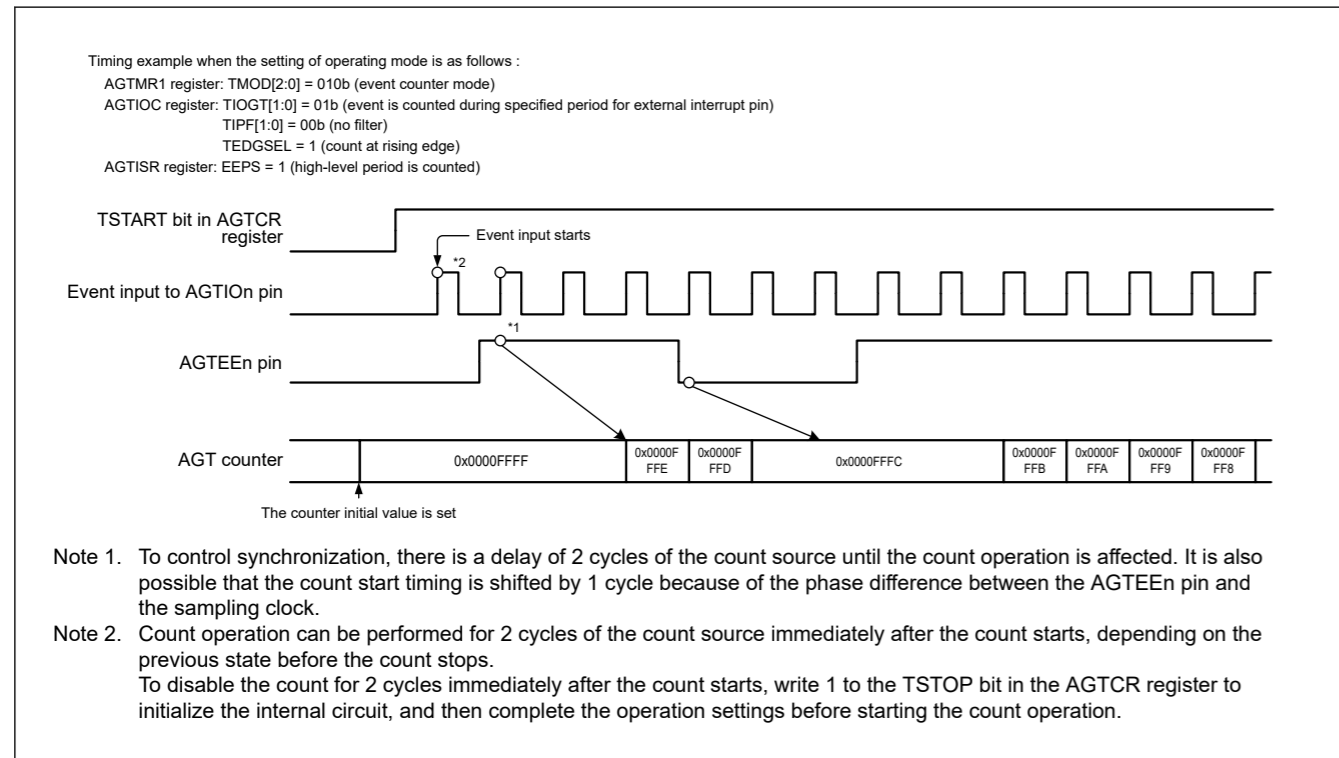 Timing example when the setting of operating mode is as follows :
AGTMR1 register: TMOD[2:0] = 010b (event counter mode)
AGTIOC register: TIOGT[1:0] = 01b (event is counted during specified period for external interrupt pin)
TIPF[1:0] = 00b (no filter)
TEDGSEL = 1 (count at rising edge)
AGTISR register: EEPS = 1 (high-level period is counted)
TSTART bit in AGTCR
register
Event input starts
*2
Event input to AGTIOn pin
*1
AGTEEn pin
AGT counter
0x0000FFFF
0x0000F
FFE
0x0000F
FFD
0x0000FFFC
0x0000F
FFB
0x0000F
FFA
0x0000F
FF9
0x0000F
FF8
The counter initial value is set
Note 1. To control synchronization, there is a delay of 2 cycles of the count source until the count operation is affected. It is also
possible that the count start timing is shifted by 1 cycle because of the phase difference between the AGTEEn pin and
the sampling clock.
Note 2. Count operation can be performed for 2 cycles of the count source immediately after the count starts, depending on the
previous state before the count stops.
To disable the count for 2 cycles immediately after the count starts, write 1 to the TSTOP bit in the AGTCR register to
initialize the internal circuit, and then complete the operation settings before starting the count operation.